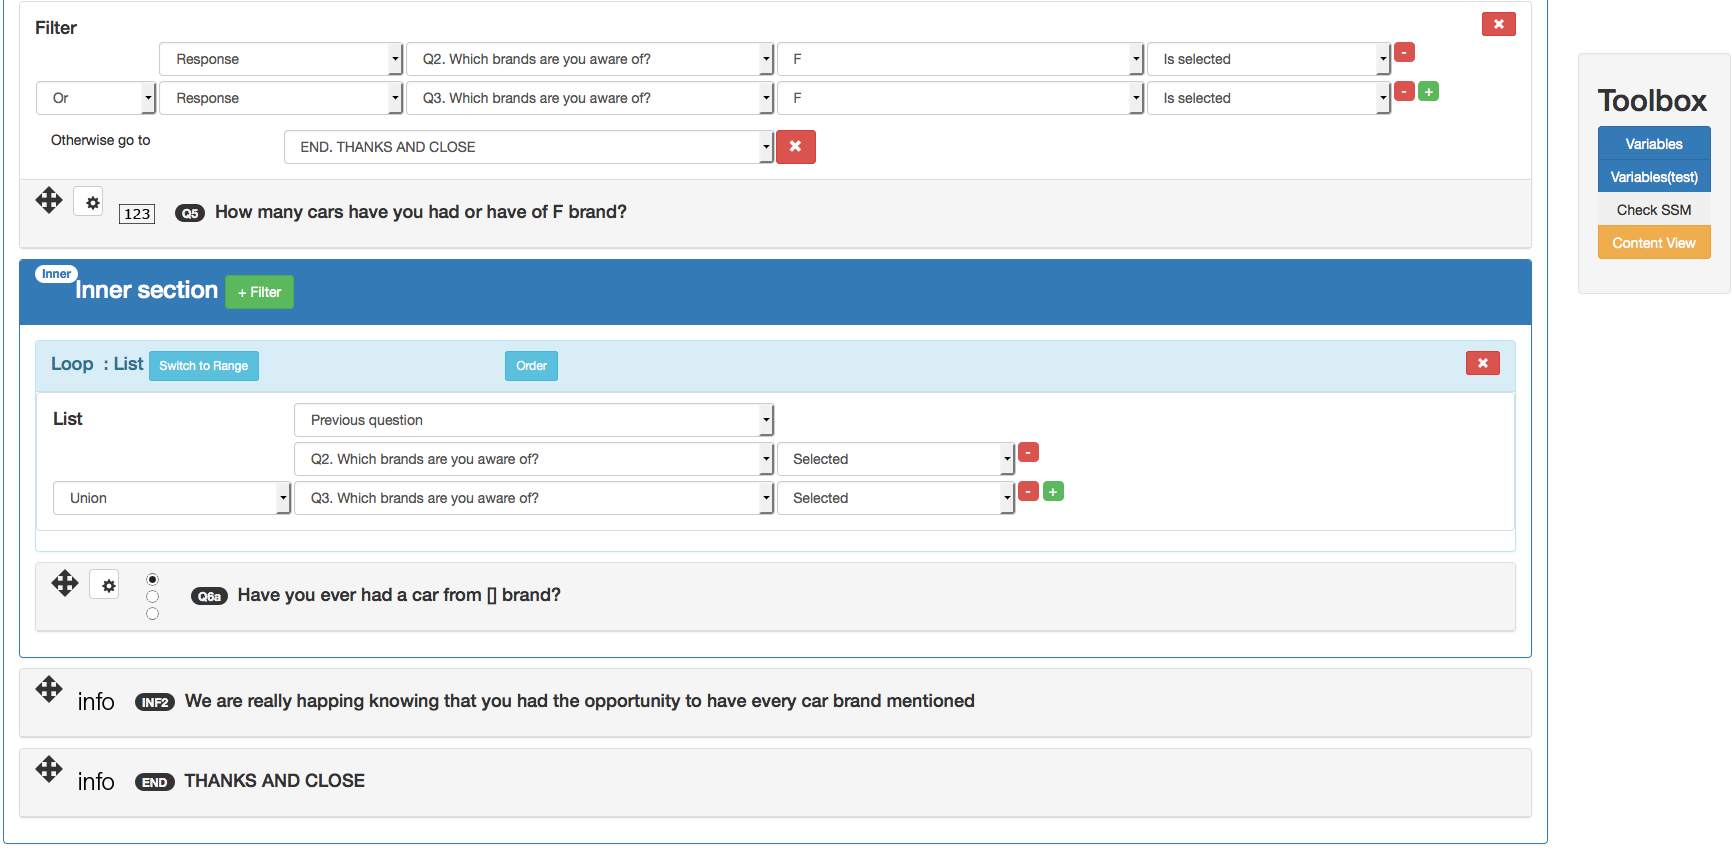 Filter
Response Q2. Which brands are you aware of? F Is selected -
Or Response Q3. Which brands are you aware of? F Is selected - +
Otherwise go to END. THANKS AND CLOSE
123 Q5 How many cars have you had or have of F brand?
Inner
Inner section + Filter
Loop : List Switch to Range Order
List Previous question
Q2. Which brands are you aware of? Selected -
Union Q3. Which brands are you aware of? Selected - +
Q6a Have you ever had a car from [] brand?
info INF2 We are really happing knowing that you had the opportunity to have every car brand mentioned
info END THANKS AND CLOSE
Toolbox
Variables
Variables(test)
Check SSM
Content View